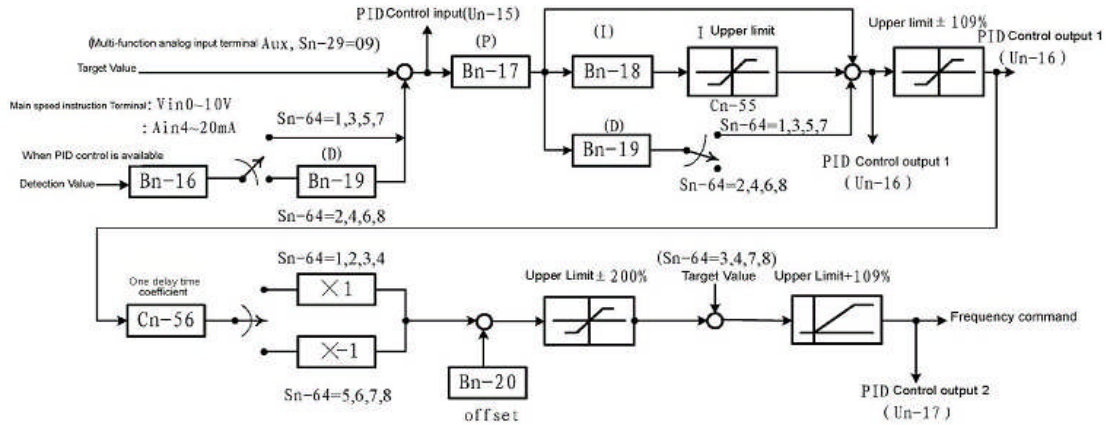 PID Control input(Un-15)
(Multi-function analog input terminal Aux, Sn-29=09)
Target Value
(P)
Bn-17
(I)
Bn-18
I Upper limit
Cn-55
Upper limit ± 109%
PID Control output 1
(Un-16)
Main speed instruction Terminal: Vin0~10V
: Ain4~20mA
Sn-64=1,3,5,7
Sn-64=1,3,5,7
When PID control is available
Detection Value
Bn-16
(D)
Bn-19
Sn-64=2,4,6,8
(D)
Bn-19
Sn-64=2,4,6,8
PID Control output 1
(Un-16)
One delay time
coefficient
Cn-56
Sn-64=1,2,3,4
×1
×-1
Sn-64=5,6,7,8
Bn-20
offset
Upper Limit ± 200%
(Sn-64=3,4,7,8)
Target Value
Upper Limit+109%
Frequency command
PID Control output 2
(Un-17)